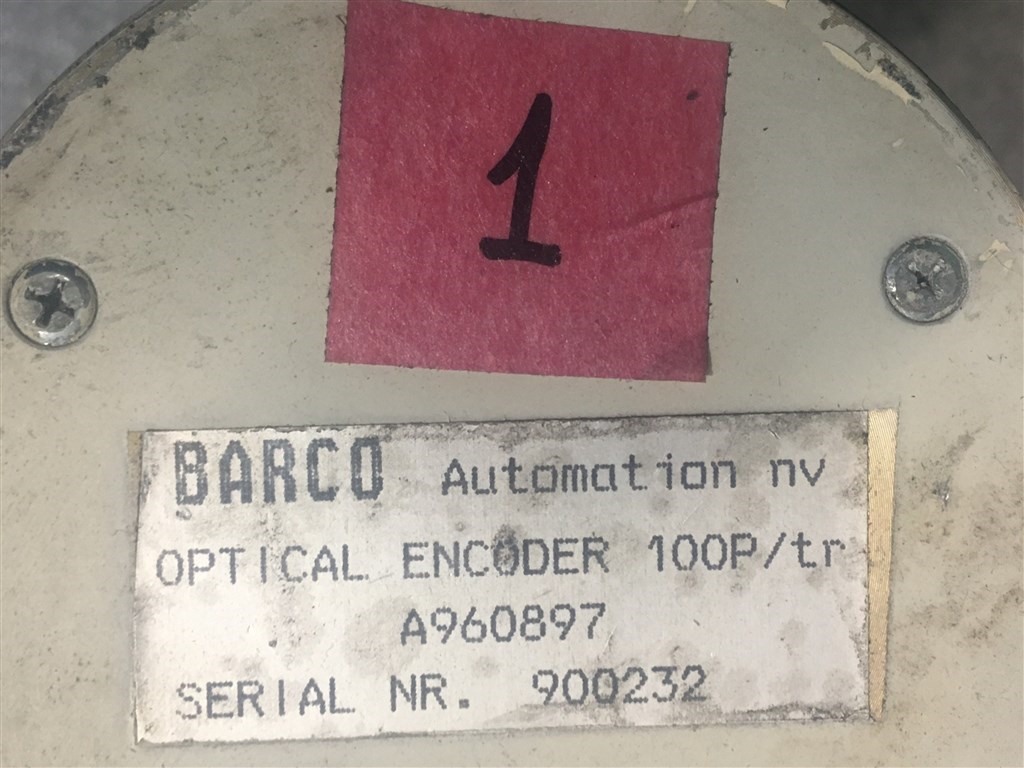 1
BARCO Automation nv
OPTICAL ENCODER 100P/tr
A960897
SERIAL NR. 900232